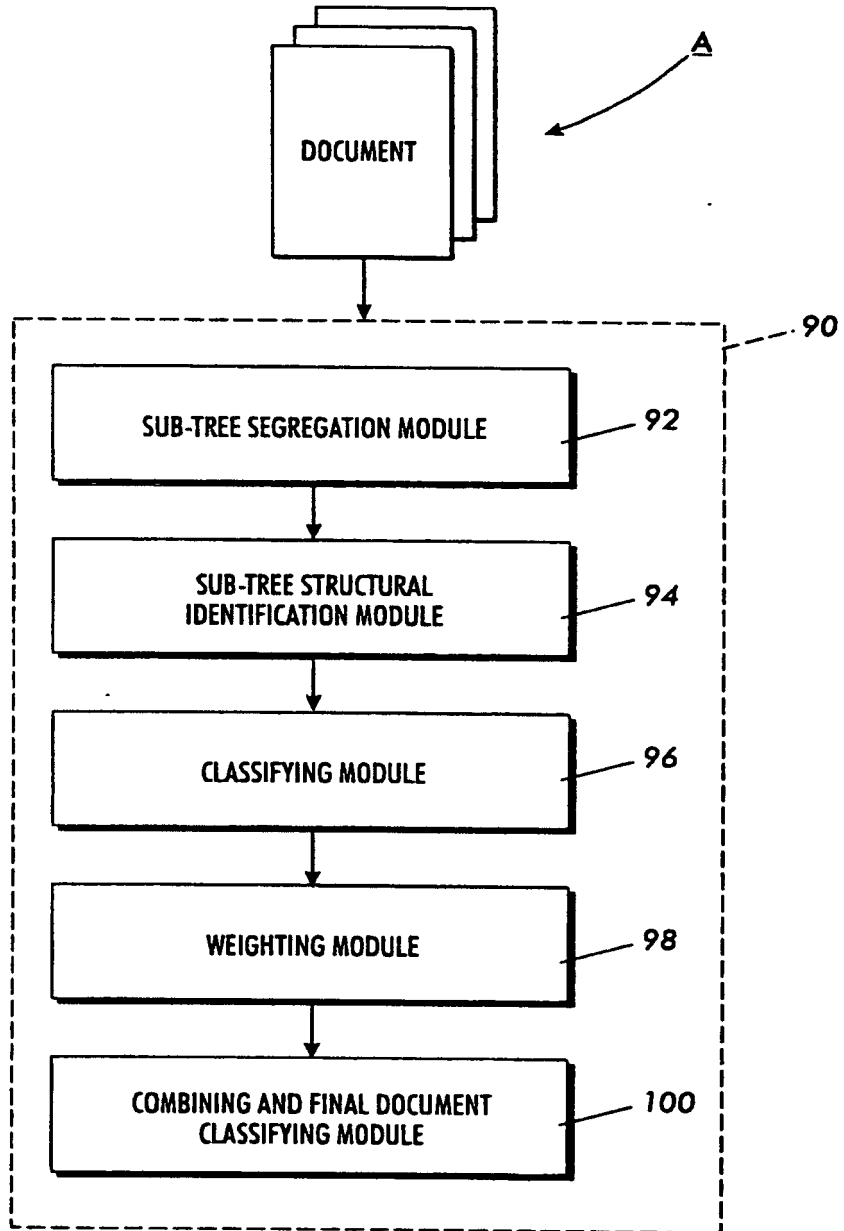 A
DOCUMENT
90
SUB-TREE SEGREGATION MODULE
92
SUB-TREE STRUCTURAL
IDENTIFICATION MODULE
94
CLASSIFYING MODULE
96
WEIGHTING MODULE
98
COMBINING AND FINAL DOCUMENT
CLASSIFYING MODULE
100